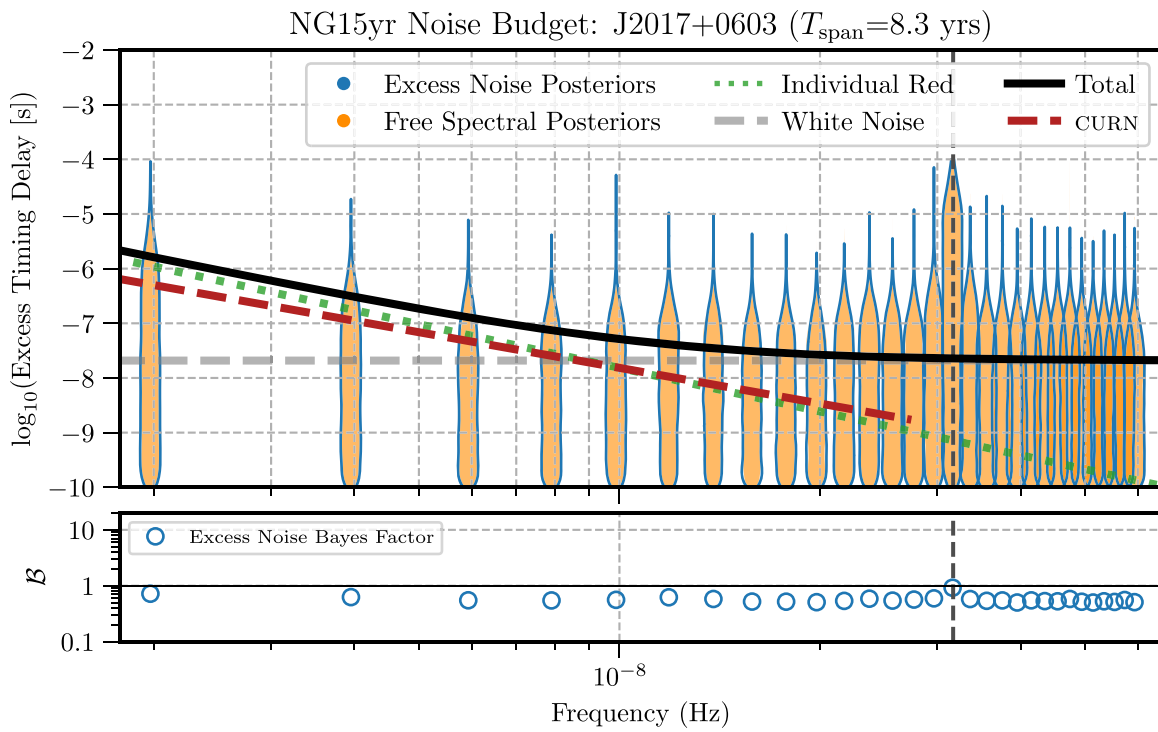 NG15yr Noise Budget: J2017+0603 (T_span=8.3 yrs)
log₁₀(Excess Timing Delay [s])
−2
−3
−4
−5
−6
−7
−8
−9
−10
Excess Noise Posteriors
Free Spectral Posteriors
Individual Red
White Noise
Total
CURN
ℬ
10
1
0.1
Excess Noise Bayes Factor
10⁻⁸
Frequency (Hz)